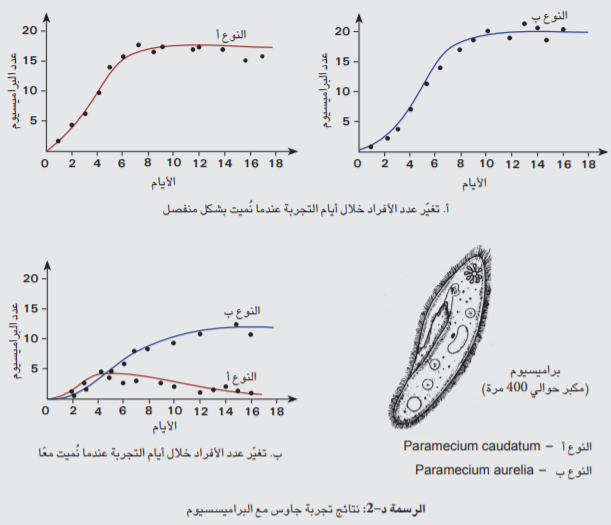 النوع أ
عدد البراميسيوم
20
15
10
5
0 2 4 6 8 10 12 14 16 18
الأيام
النوع ب
عدد البراميسيوم
20
15
10
5
0 2 4 6 8 10 12 14 16 18
الأيام
أ. تغيّر عدد الأفراد خلال أيام التجربة عندما نُميت بشكل منفصل
عدد البراميسيوم
20
15
10
5
النوع ب
النوع أ
0 2 4 6 8 10 12 14 16 18
الأيام
ب. تغيّر عدد الأفراد خلال أيام التجربة عندما نُميت معًا
براميسيوم
(مكبر حوالي 400 مرة)
النوع أ – Paramecium caudatum
النوع ب – Paramecium aurelia
الرسمة د–2: نتائج تجربة جاوس مع البراميسسيوم